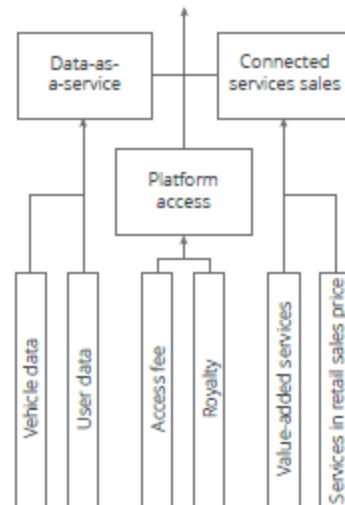 Data-as-
a-service
Connected
services sales
Platform
access
Vehicle data
User data
Access fee
Royalty
Value-added services
Services in retail sales price